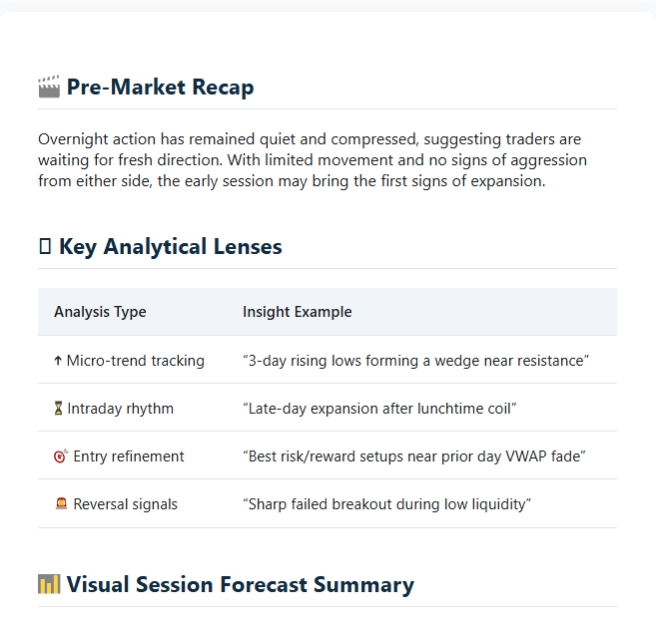 Pre-Market Recap
Overnight action has remained quiet and compressed, suggesting traders are
waiting for fresh direction. With limited movement and no signs of aggression
from either side, the early session may bring the first signs of expansion.
Key Analytical Lenses
Analysis Type Insight Example
↑ Micro-trend tracking “3-day rising lows forming a wedge near resistance”
⏳ Intraday rhythm “Late-day expansion after lunchtime coil”
🎯 Entry refinement “Best risk/reward setups near prior day VWAP fade”
🚨 Reversal signals “Sharp failed breakout during low liquidity”
📊 Visual Session Forecast Summary